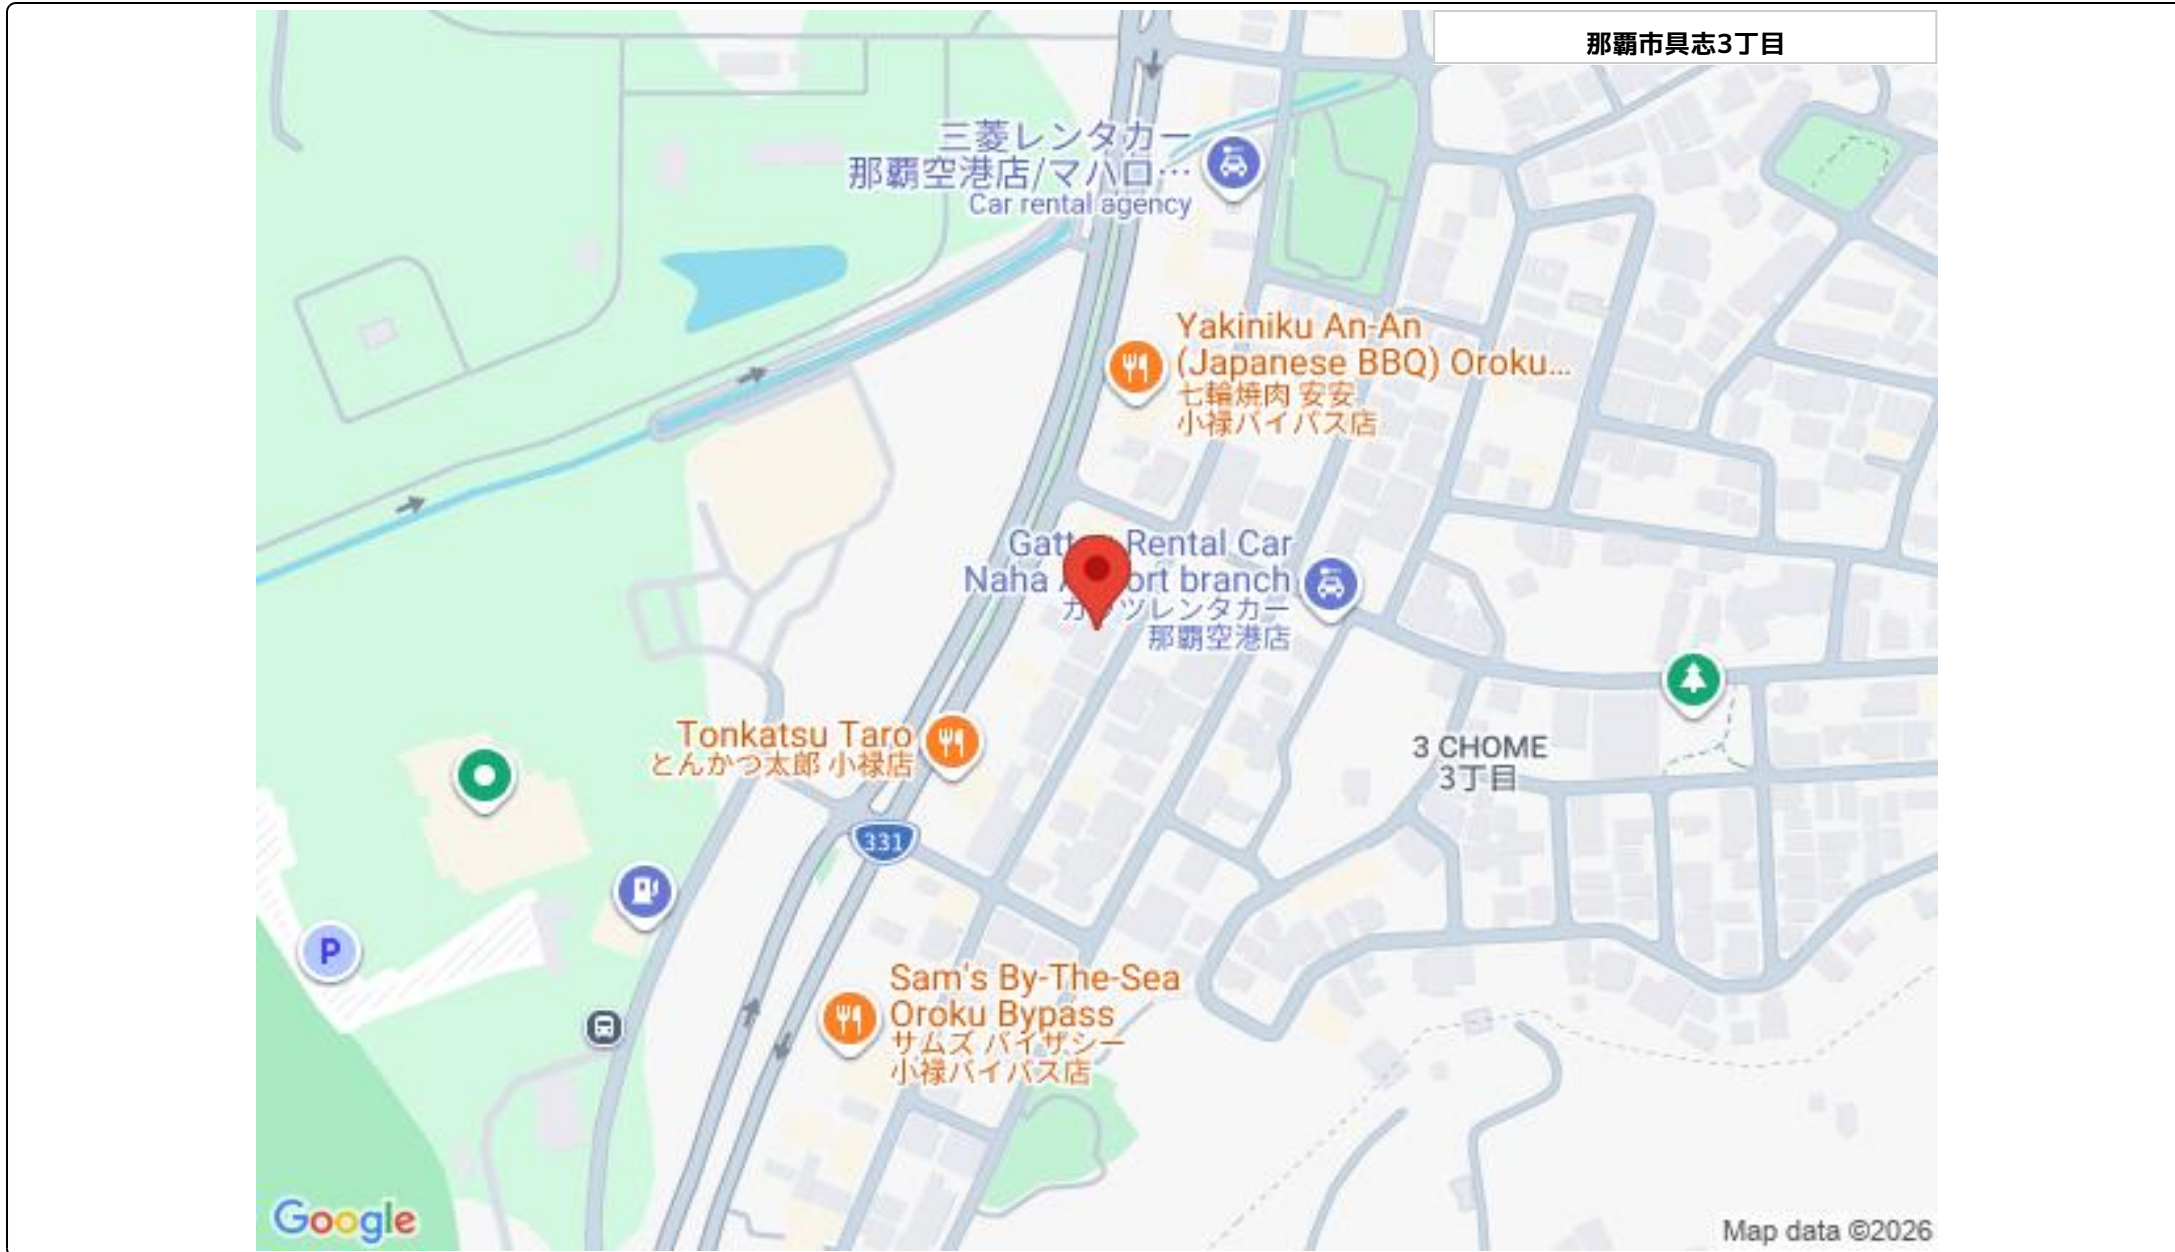 那覇市具志3丁目
三菱レンタカー
那覇空港店/マハロ…
Car rental agency
Yakiniku An-An
(Japanese BBQ) Oroku...
七輪焼肉 安安
小禄バイパス店
Rental Car
Naha
branch
ツレンタカー
那覇空港店
Tonkatsu Taro
とんかつ太郎 小禄店
3 CHOME
3丁目
331
P
Sam's By-The-Sea
Oroku Bypass
サムズ バイザシー
小禄バイパス店
Google
Map data ©2026